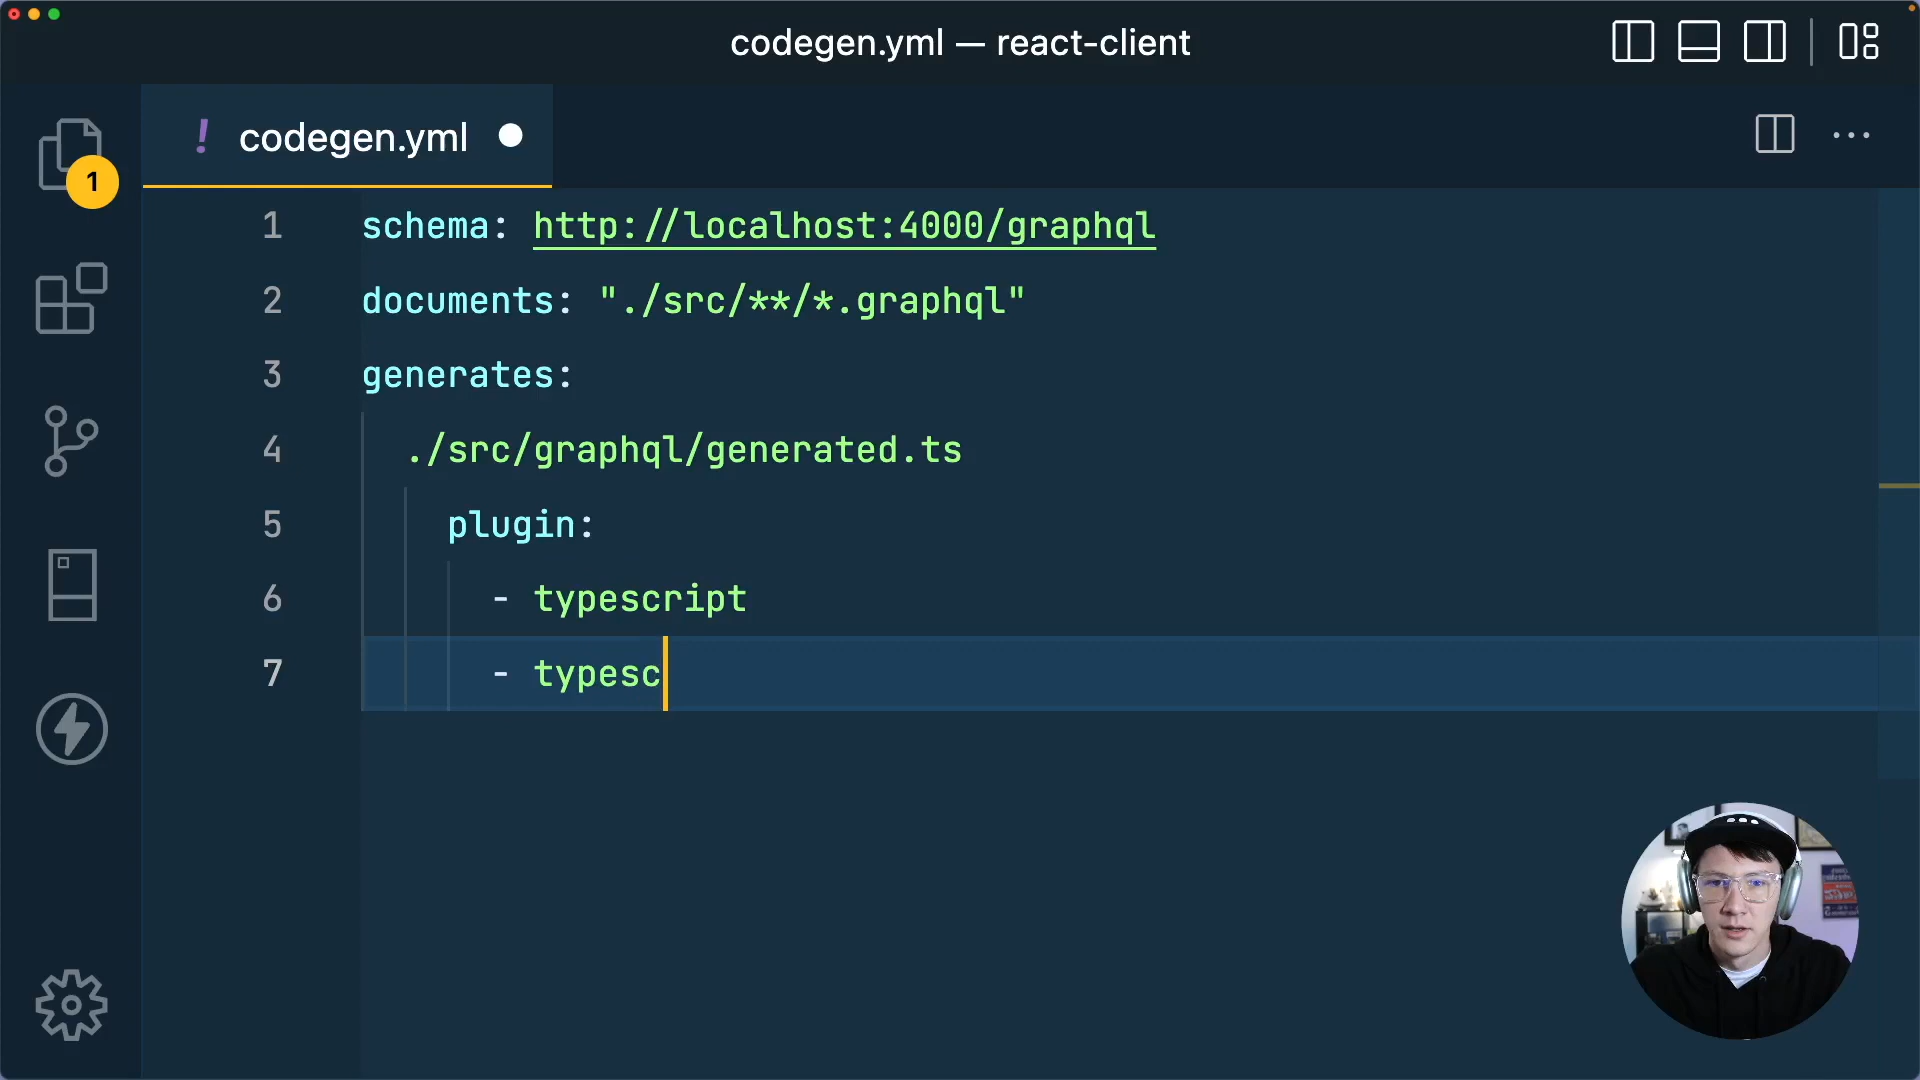 codegen.yml — react-client
! codegen.yml
1
1 schema: http://localhost:4000/graphql
2 documents: "./src/**/*.graphql"
3 generates:
4 ./src/graphql/generated.ts
5 plugin:
6 - typescript
7 - typesc